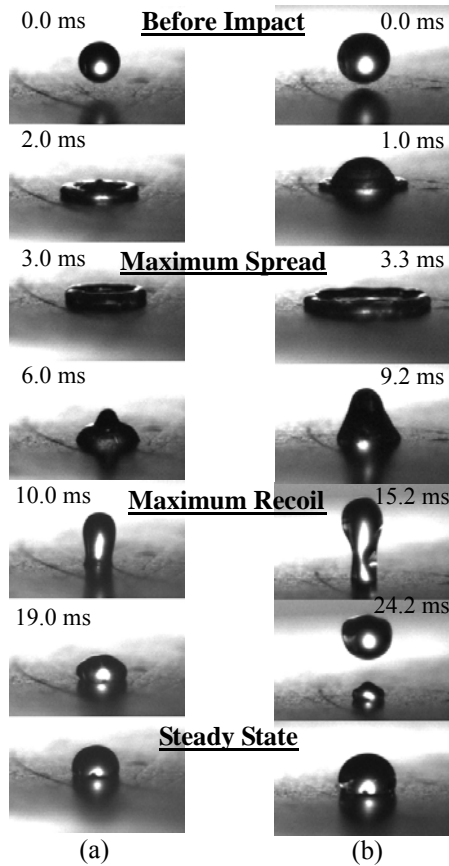 0.0 ms Before Impact 0.0 ms
2.0 ms 1.0 ms
3.0 ms Maximum Spread 3.3 ms
6.0 ms 9.2 ms
10.0 ms Maximum Recoil 15.2 ms
19.0 ms 24.2 ms
Steady State
(a) (b)